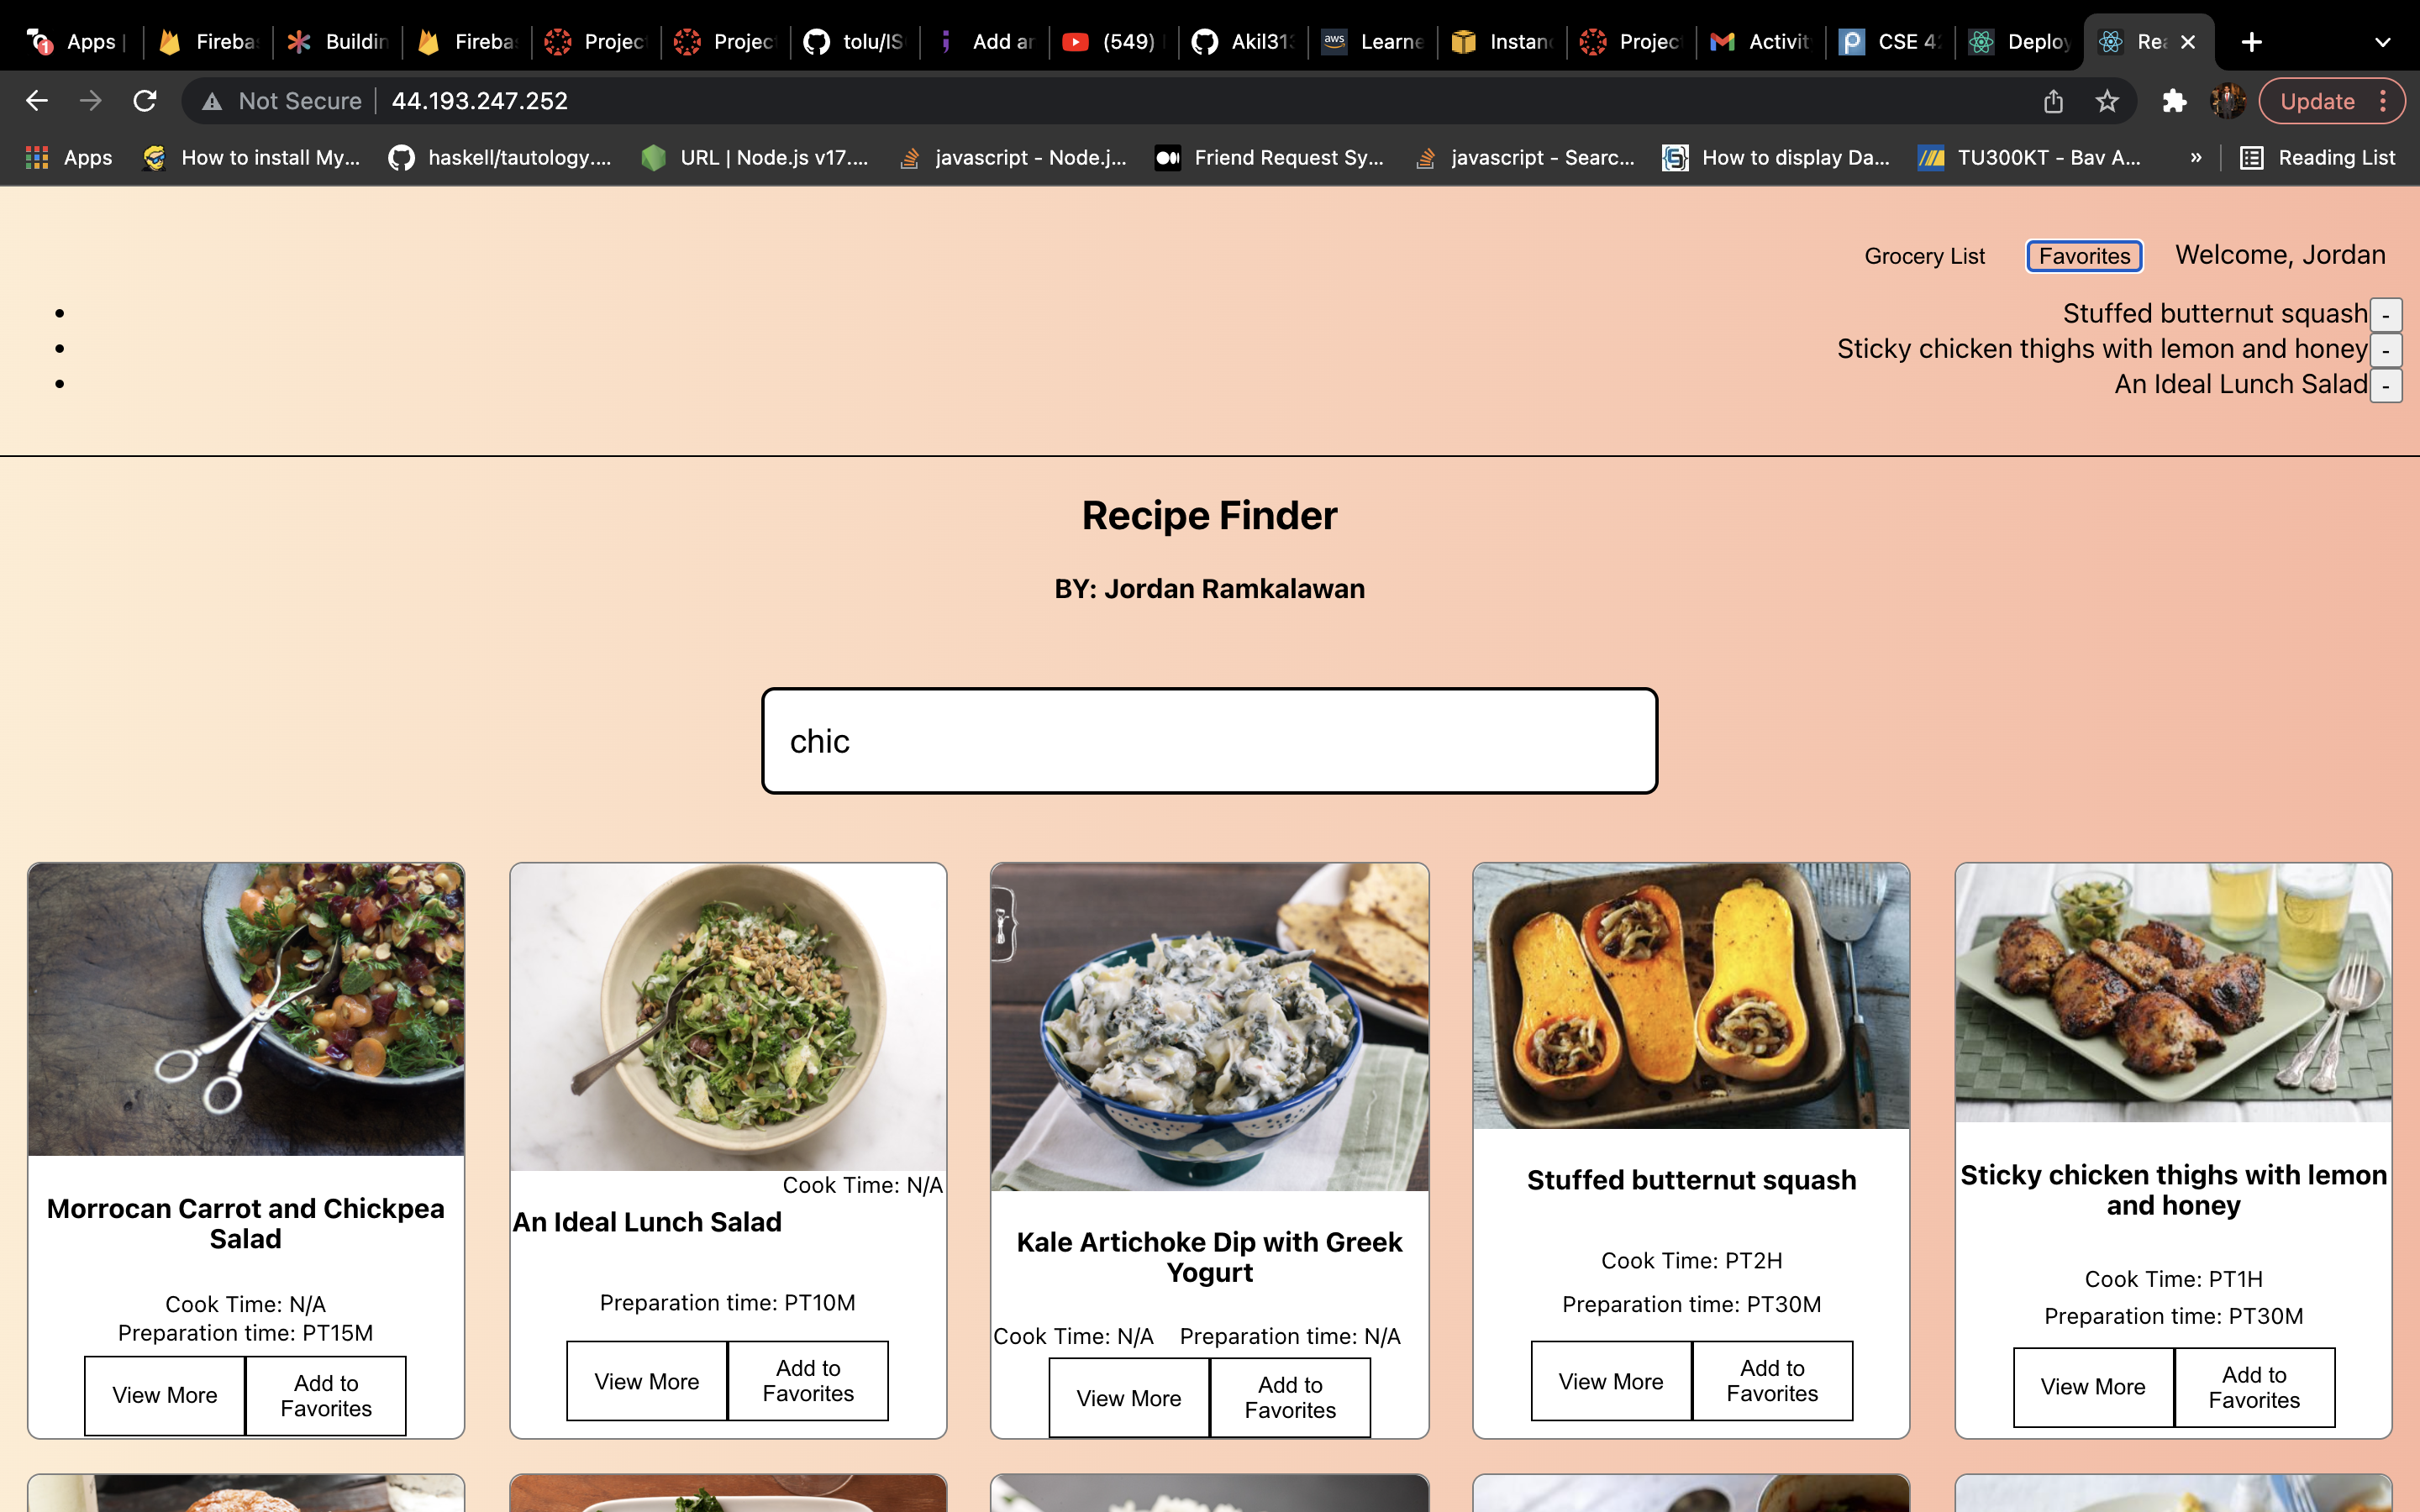 Apps
Fireba
Buildin
Fireba
Projec
Projec
tolu/IS
Add ar
(549)
Akil313
aws Learne
Instanc
Projec
Activit
CSE 42
Deploy
Rea
Not Secure 44.193.247.252
Update
Apps
How to install My...
haskell/tautology....
URL | Node.js v17....
javascript - Node.j...
Friend Request Sy...
javascript - Searc...
How to display Da...
TU300KT - Bav A...
»
Reading List
Grocery List Favorites Welcome, Jordan
Stuffed butternut squash -
Sticky chicken thighs with lemon and honey -
An Ideal Lunch Salad -
Recipe Finder
BY: Jordan Ramkalawan
chic
Morrocan Carrot and Chickpea
Salad
Cook Time: N/A
Preparation time: PT15M
View More
Add to
Favorites
Cook Time: N/A
An Ideal Lunch Salad
Preparation time: PT10M
View More
Add to
Favorites
Kale Artichoke Dip with Greek
Yogurt
Cook Time: N/A Preparation time: N/A
View More
Add to
Favorites
Stuffed butternut squash
Cook Time: PT2H
Preparation time: PT30M
View More
Add to
Favorites
Sticky chicken thighs with lemon
and honey
Cook Time: PT1H
Preparation time: PT30M
View More
Add to
Favorites